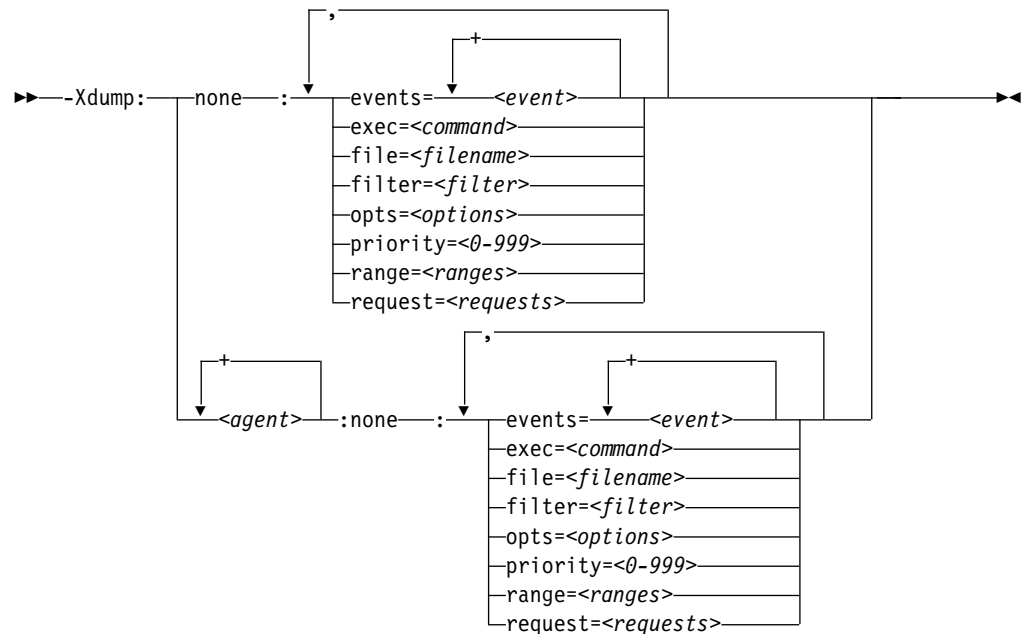 ,
+
-Xdump: none : events= <event>
exec=<command>
file=<filename>
filter=<filter>
opts=<options>
priority=<0-999>
range=<ranges>
request=<requests>
,
+ +
<agent> :none : events= <event>
exec=<command>
file=<filename>
filter=<filter>
opts=<options>
priority=<0-999>
range=<ranges>
request=<requests>